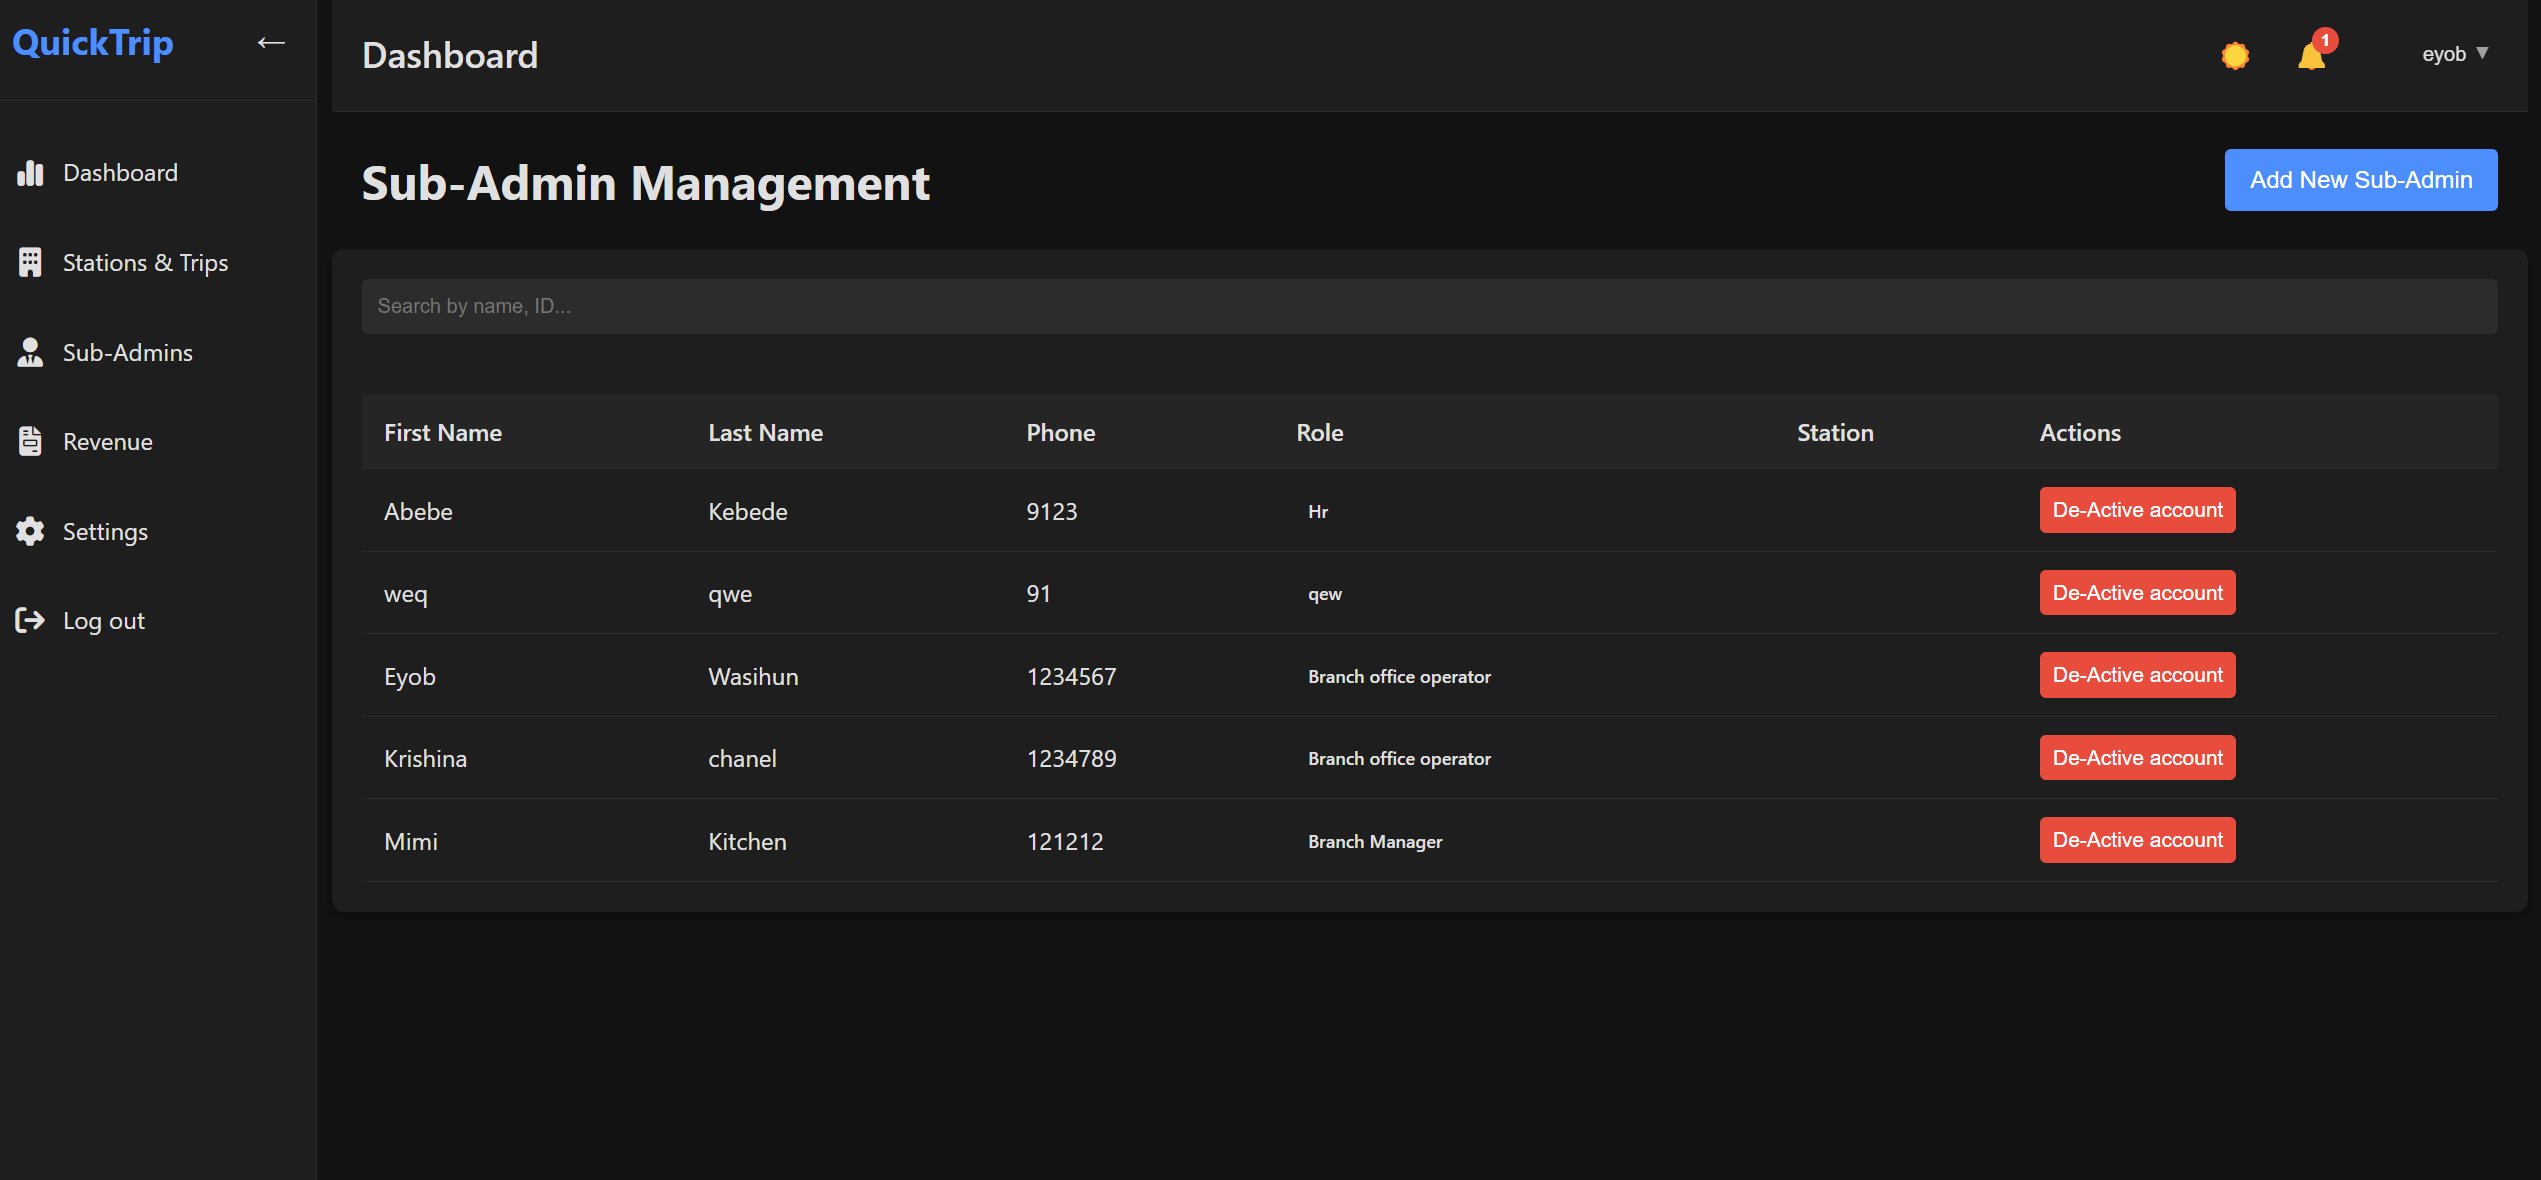 QuickTrip ←
Dashboard
Stations & Trips
Sub-Admins
Revenue
Settings
Log out
Dashboard
1
eyob ▼
Sub-Admin Management
Add New Sub-Admin
Search by name, ID...
First Name Last Name Phone Role Station Actions
Abebe Kebede 9123 Hr De-Active account
weq qwe 91 qew De-Active account
Eyob Wasihun 1234567 Branch office operator De-Active account
Krishina chanel 1234789 Branch office operator De-Active account
Mimi Kitchen 121212 Branch Manager De-Active account